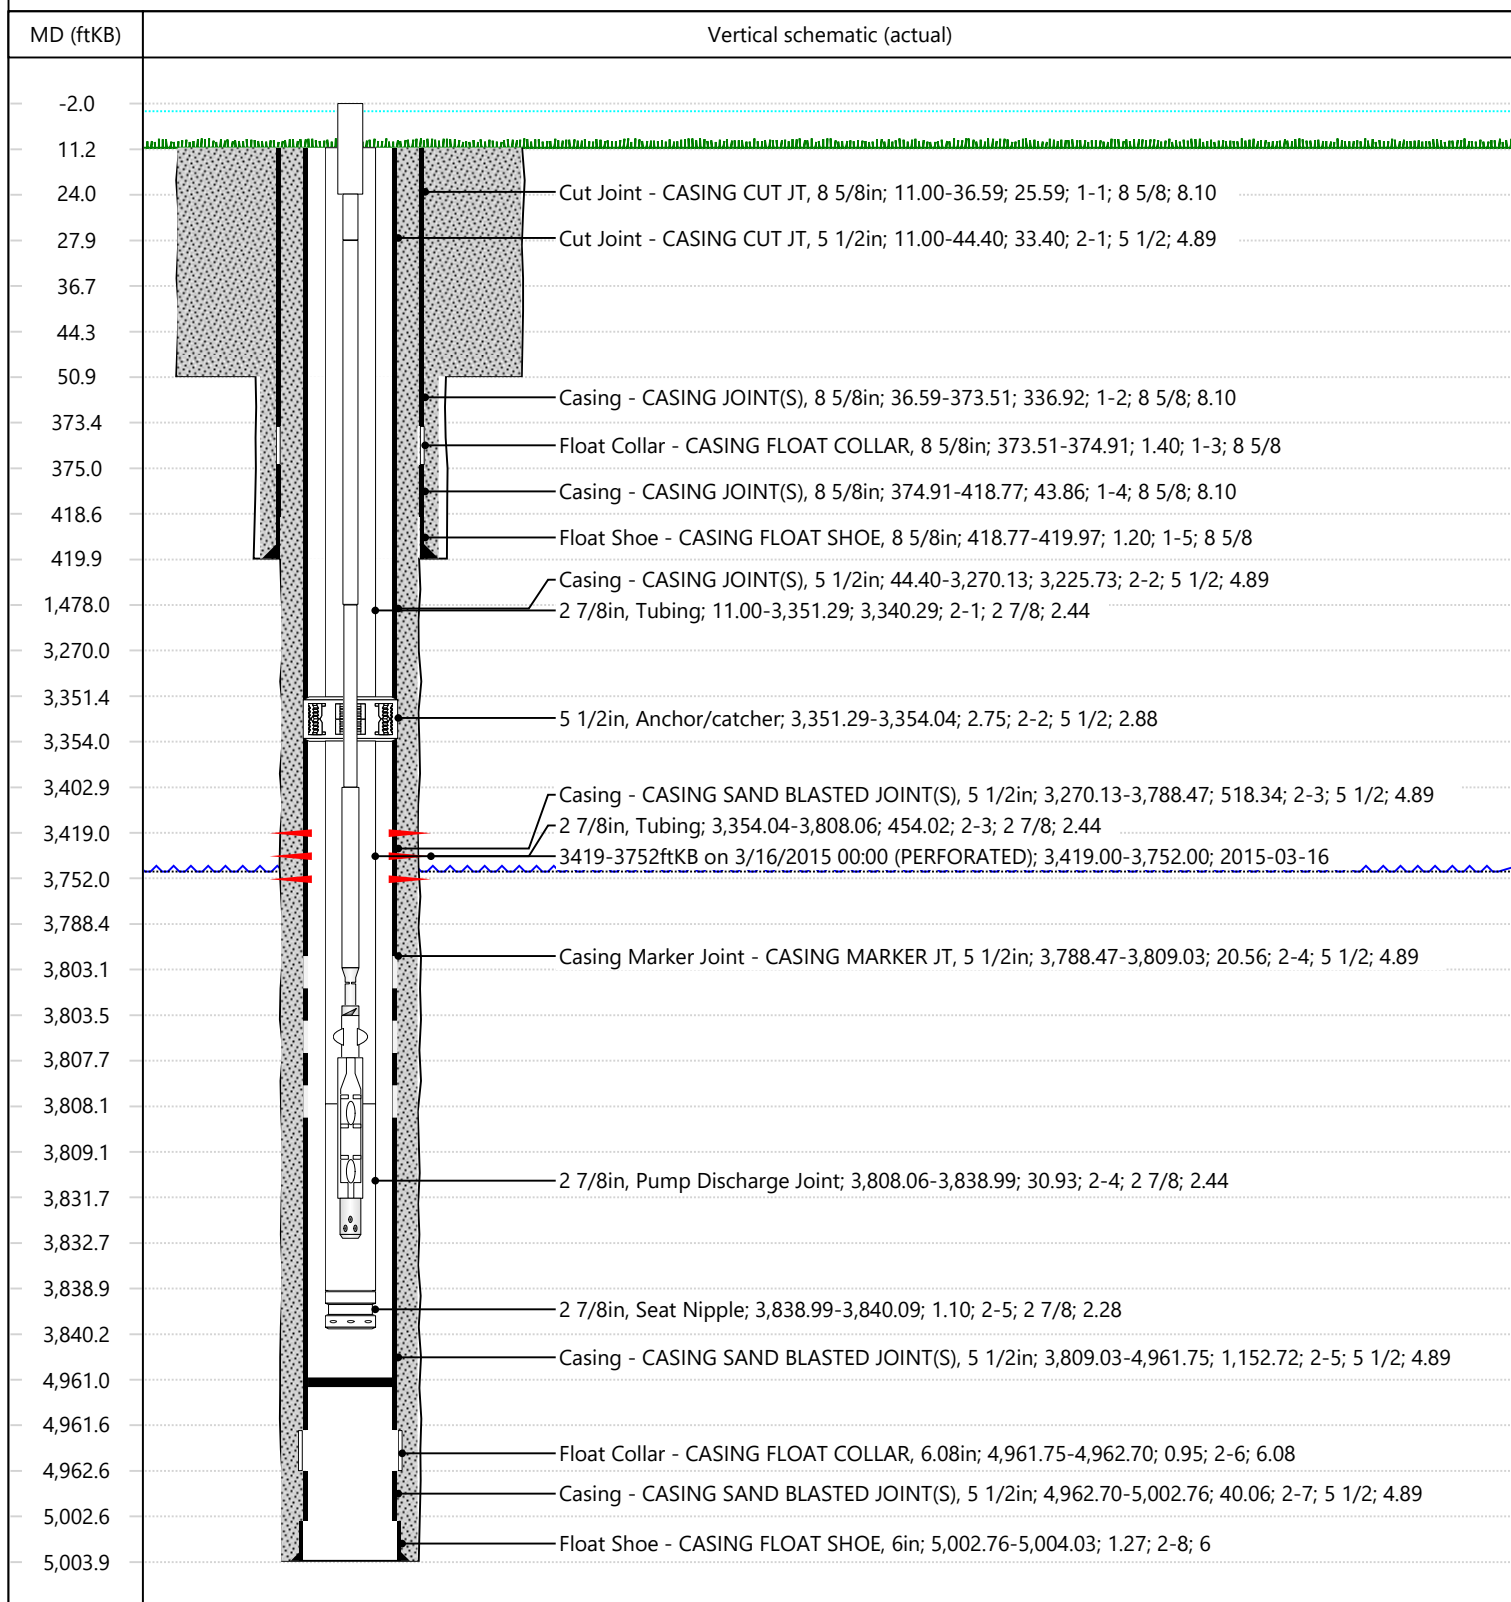 MD (ftKB)
Vertical schematic (actual)
-2.0
11.2
24.0
Cut Joint - CASING CUT JT, 8 5/8in; 11.00-36.59; 25.59; 1-1; 8 5/8; 8.10
27.9
Cut Joint - CASING CUT JT, 5 1/2in; 11.00-44.40; 33.40; 2-1; 5 1/2; 4.89
36.7
44.3
50.9
Casing - CASING JOINT(S), 8 5/8in; 36.59-373.51; 336.92; 1-2; 8 5/8; 8.10
373.4
Float Collar - CASING FLOAT COLLAR, 8 5/8in; 373.51-374.91; 1.40; 1-3; 8 5/8
375.0
Casing - CASING JOINT(S), 8 5/8in; 374.91-418.77; 43.86; 1-4; 8 5/8; 8.10
418.6
Float Shoe - CASING FLOAT SHOE, 8 5/8in; 418.77-419.97; 1.20; 1-5; 8 5/8
419.9
Casing - CASING JOINT(S), 5 1/2in; 44.40-3,270.13; 3,225.73; 2-2; 5 1/2; 4.89
1,478.0
2 7/8in, Tubing; 11.00-3,351.29; 3,340.29; 2-1; 2 7/8; 2.44
3,270.0
3,351.4
5 1/2in, Anchor/catcher; 3,351.29-3,354.04; 2.75; 2-2; 5 1/2; 2.88
3,354.0
3,402.9
Casing - CASING SAND BLASTED JOINT(S), 5 1/2in; 3,270.13-3,788.47; 518.34; 2-3; 5 1/2; 4.89
3,419.0
2 7/8in, Tubing; 3,354.04-3,808.06; 454.02; 2-3; 2 7/8; 2.44
3419-3752ftKB on 3/16/2015 00:00 (PERFORATED); 3,419.00-3,752.00; 2015-03-16
3,752.0
3,788.4
Casing Marker Joint - CASING MARKER JT, 5 1/2in; 3,788.47-3,809.03; 20.56; 2-4; 5 1/2; 4.89
3,803.1
3,803.5
3,807.7
3,808.1
3,809.1
2 7/8in, Pump Discharge Joint; 3,808.06-3,838.99; 30.93; 2-4; 2 7/8; 2.44
3,831.7
3,832.7
3,838.9
2 7/8in, Seat Nipple; 3,838.99-3,840.09; 1.10; 2-5; 2 7/8; 2.28
3,840.2
Casing - CASING SAND BLASTED JOINT(S), 5 1/2in; 3,809.03-4,961.75; 1,152.72; 2-5; 5 1/2; 4.89
4,961.0
4,961.6
Float Collar - CASING FLOAT COLLAR, 6.08in; 4,961.75-4,962.70; 0.95; 2-6; 6.08
4,962.6
Casing - CASING SAND BLASTED JOINT(S), 5 1/2in; 4,962.70-5,002.76; 40.06; 2-7; 5 1/2; 4.89
5,002.6
Float Shoe - CASING FLOAT SHOE, 6in; 5,002.76-5,004.03; 1.27; 2-8; 6
5,003.9